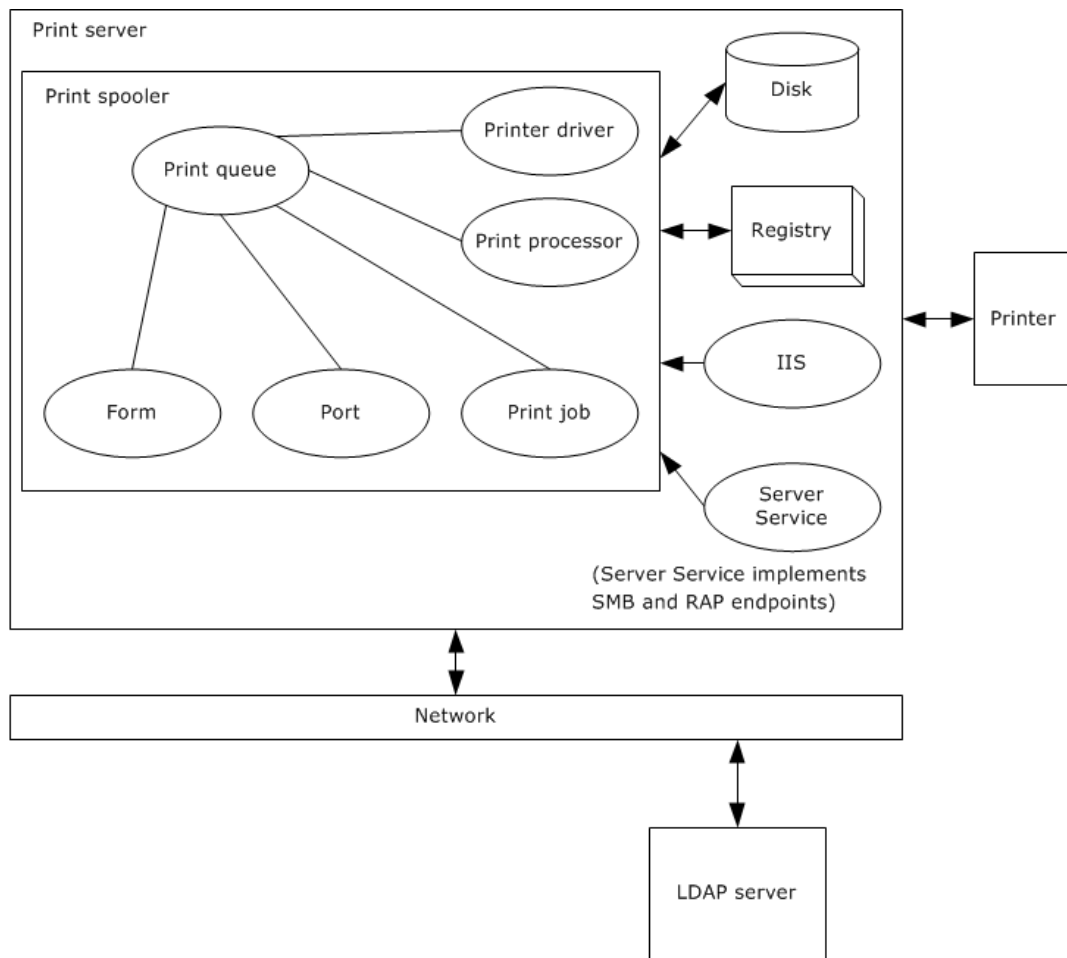 Print server
Print spooler
Disk
Printer driver
Print queue
Registry
Print processor
Printer
IIS
Form
Port
Print job
Server
Service
(Server Service implements
SMB and RAP endpoints)
Network
LDAP server